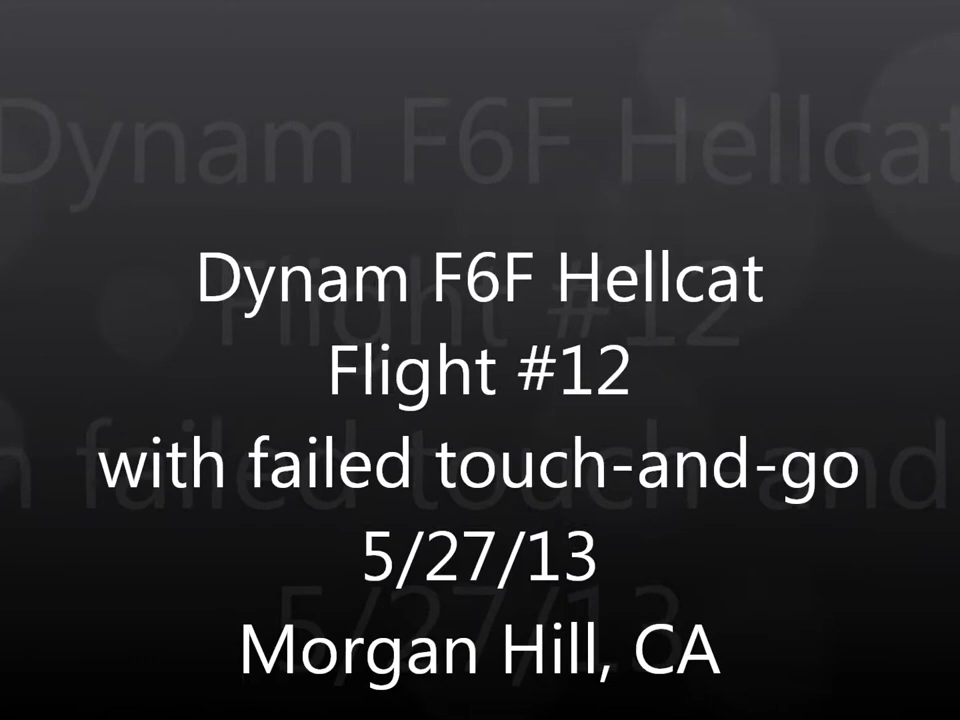 Dynam F6F Hellcat
Flight #12
with failed touch-and-go
5/27/13
Morgan Hill, CA